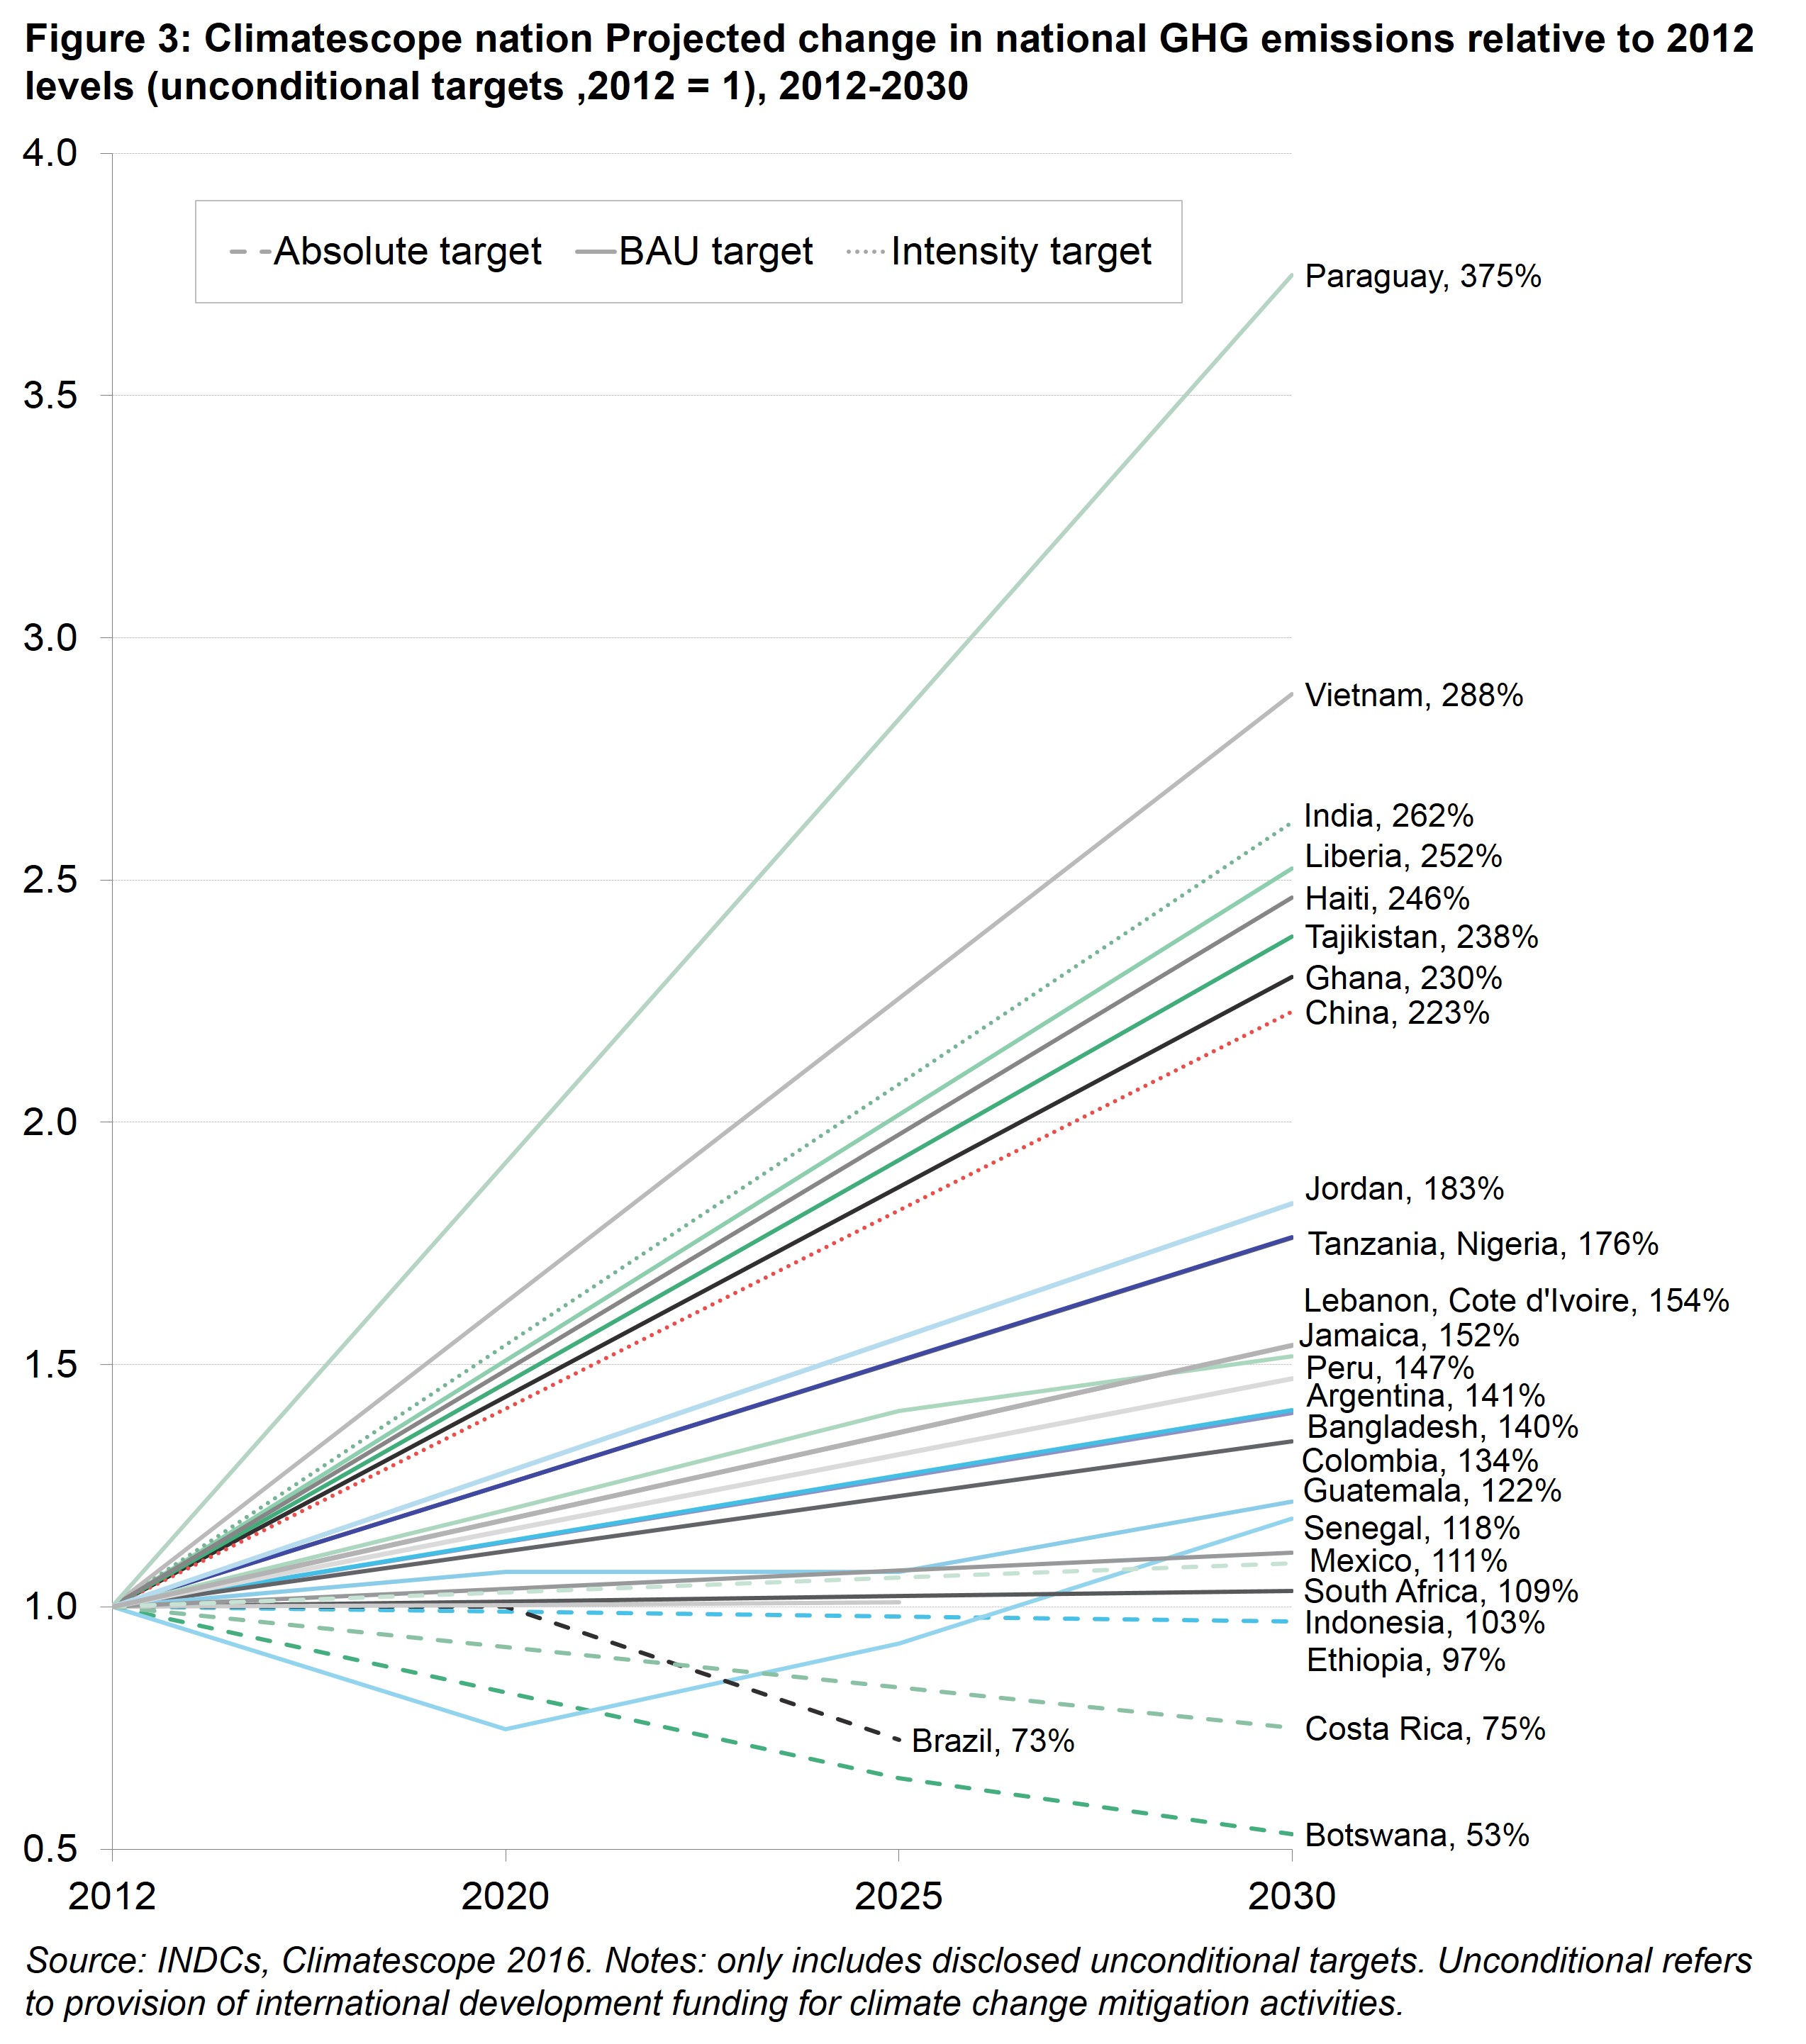 Figure 3: Climatescope nation Projected change in national GHG emissions relative to 2012
levels (unconditional targets ,2012 = 1), 2012-2030
4.0
Absolute target
BAU target
Intensity target
Paraguay, 375%
3.5
3.0
Vietnam, 288%
India, 262%
Liberia, 252%
2.5
Haiti, 246%
Tajikistan, 238%
Ghana, 230%
China, 223%
2.0
Jordan, 183%
Tanzania, Nigeria, 176%
Lebanon, Cote d'Ivoire, 154%
Jamaica, 152%
1.5
Peru, 147%
Argentina, 141%
Bangladesh, 140%
Colombia, 134%
Guatemala, 122%
Senegal, 118%
Mexico, 111%
South Africa, 109%
1.0
Indonesia, 103%
Ethiopia, 97%
Costa Rica, 75%
Brazil, 73%
Botswana, 53%
0.5
2012
2020
2025
2030
Source: INDCs, Climatescope 2016. Notes: only includes disclosed unconditional targets. Unconditional refers
to provision of international development funding for climate change mitigation activities.